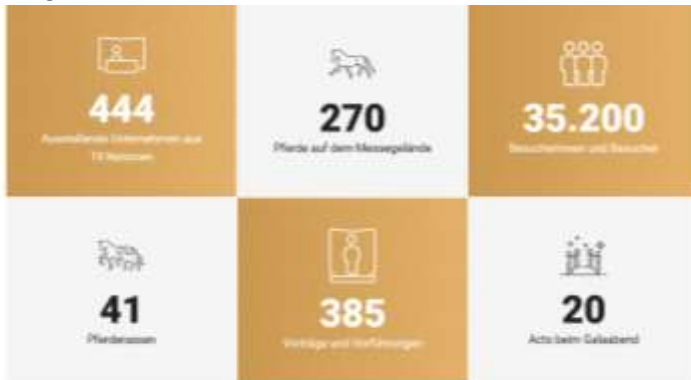 444
Ausstellende Unternehmen aus
Nationen
270
Pferde auf dem Messegelände
35.200
Besucherinnen und Besucher
41
Pferderassen
385
Vorträge und Vorführungen
20
Acts beim Galaabend